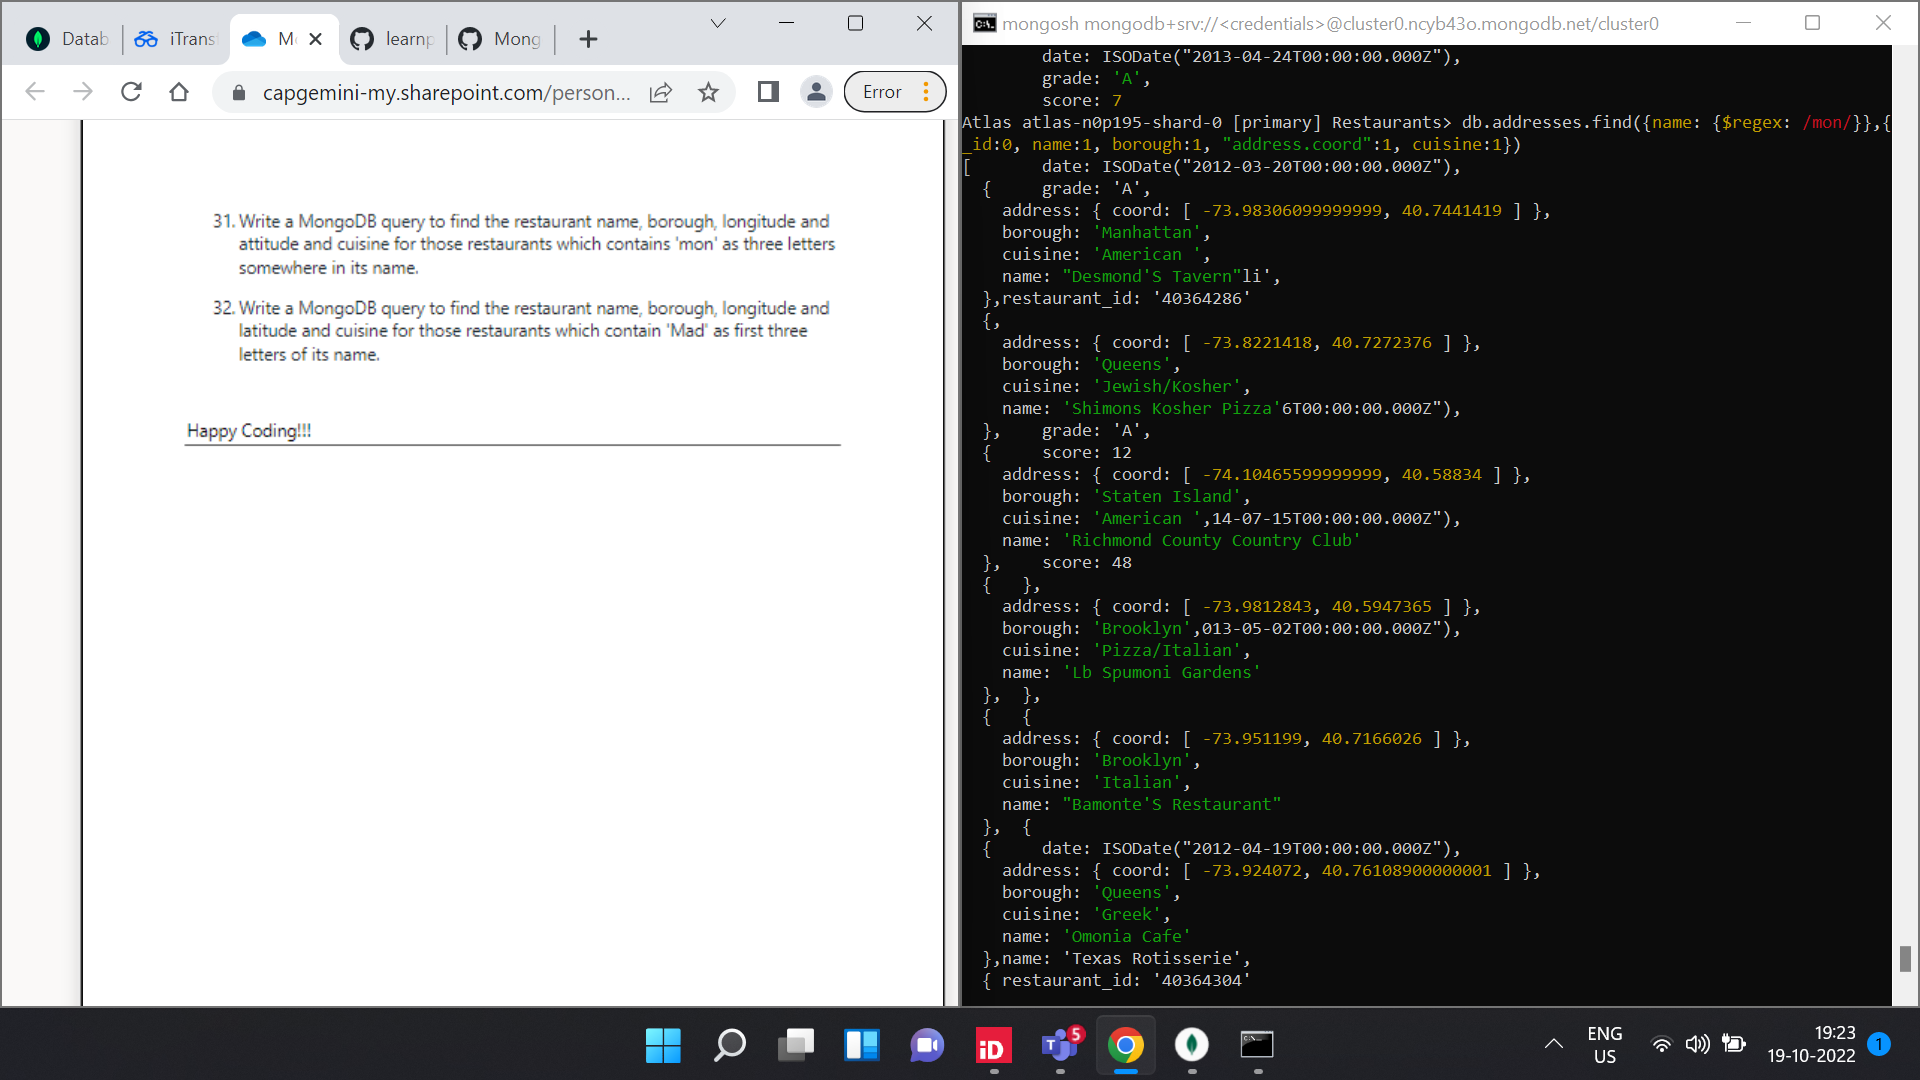 Datab
iTrans
M
learnp
Mong
capgemini-my.sharepoint.com/person...
Error
31. Write a MongoDB query to find the restaurant name, borough, longitude and
attitude and cuisine for those restaurants which contains 'mon' as three letters
somewhere in its name.
32. Write a MongoDB query to find the restaurant name, borough, longitude and
latitude and cuisine for those restaurants which contain 'Mad' as first three
letters of its name.
Happy Coding!!!
mongosh mongodb+srv://<credentials>@cluster0.ncyb43o.mongodb.net/cluster0
date: ISODate("2013-04-24T00:00:00.000Z"),
grade: 'A',
score: 7
Atlas atlas-n0p195-shard-0 [primary] Restaurants> db.addresses.find({name: {$regex: /mon/}},{
_id:0, name:1, borough:1, "address.coord":1, cuisine:1})
[ date: ISODate("2012-03-20T00:00:00.000Z"),
{ grade: 'A',
address: { coord: [ -73.98306099999999, 40.7441419 ] },
borough: 'Manhattan',
cuisine: 'American ',
name: "Desmond'S Tavern"li',
},restaurant_id: '40364286'
{,
address: { coord: [ -73.8221418, 40.7272376 ] },
borough: 'Queens',
cuisine: 'Jewish/Kosher',
name: 'Shimons Kosher Pizza'6T00:00:00.000Z"),
}, grade: 'A',
{ score: 12
address: { coord: [ -74.10465599999999, 40.58834 ] },
borough: 'Staten Island',
cuisine: 'American ',14-07-15T00:00:00.000Z"),
name: 'Richmond County Country Club'
}, score: 48
{ },
address: { coord: [ -73.9812843, 40.5947365 ] },
borough: 'Brooklyn',013-05-02T00:00:00.000Z"),
cuisine: 'Pizza/Italian',
name: 'Lb Spumoni Gardens'
}, },
{ {
address: { coord: [ -73.951199, 40.7166026 ] },
borough: 'Brooklyn',
cuisine: 'Italian',
name: "Bamonte'S Restaurant"
}, {
{ date: ISODate("2012-04-19T00:00:00.000Z"),
address: { coord: [ -73.924072, 40.76108900000001 ] },
borough: 'Queens',
cuisine: 'Greek',
name: 'Omonia Cafe'
},name: 'Texas Rotisserie',
{ restaurant_id: '40364304'
iD
T
5
ENG
US
19:23
19-10-2022
1